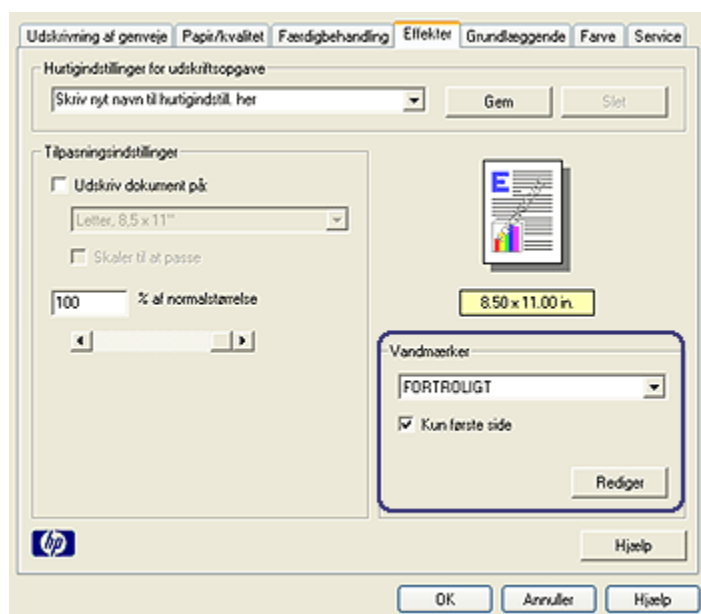 Udskrivning af genveje Papir/kvalitet Færdigbehandling Effekter Grundlæggende Farve Service
Hurtigindstillinger for udskriftsopgave
Skriv nyt navn til hurtigindstill. her Gem Slet
Tilpasningsindstillinger
Udskriv dokument på:
Letter, 8,5 x 11"
Skaler til at passe
100 % af normalstørrelse
E
8.50 x 11.00 in.
Vandmærker
FORTROLIGT
Kun første side
Rediger
hp Hjælp
OK Annuller Hjælp